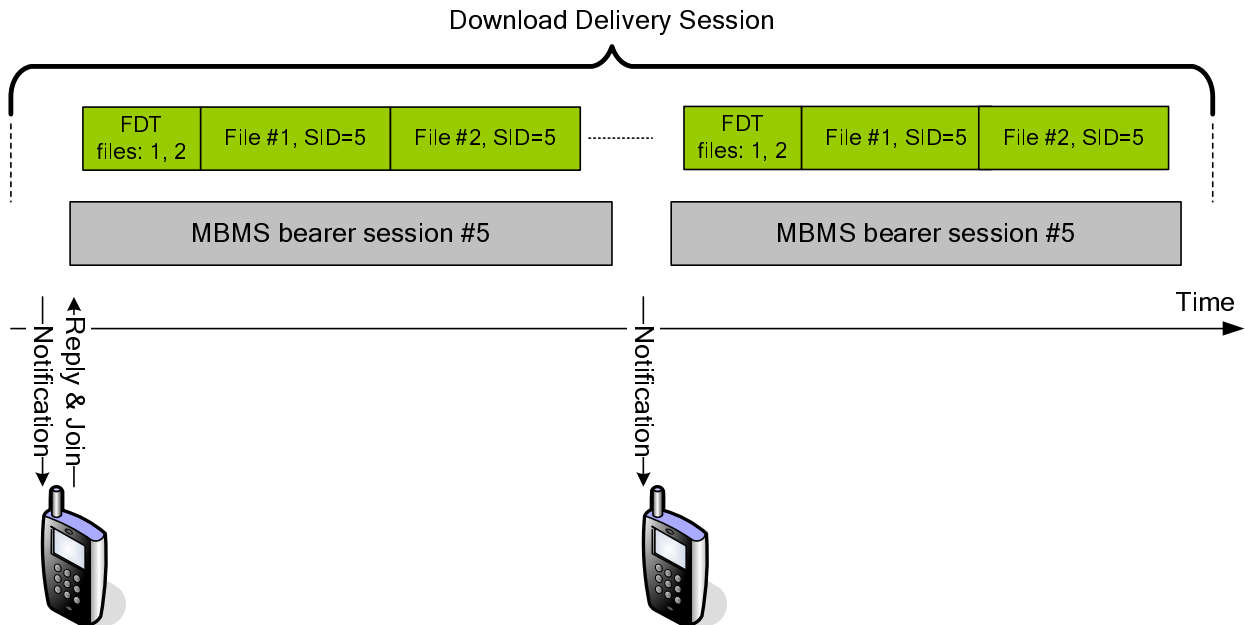 Download Delivery Session
FDT
files: 1, 2
File #1, SID=5
File #2, SID=5
FDT
files: 1, 2
File #1, SID=5
File #2, SID=5
MBMS bearer session #5
MBMS bearer session #5
Time
Notification
Reply & Join
Notification